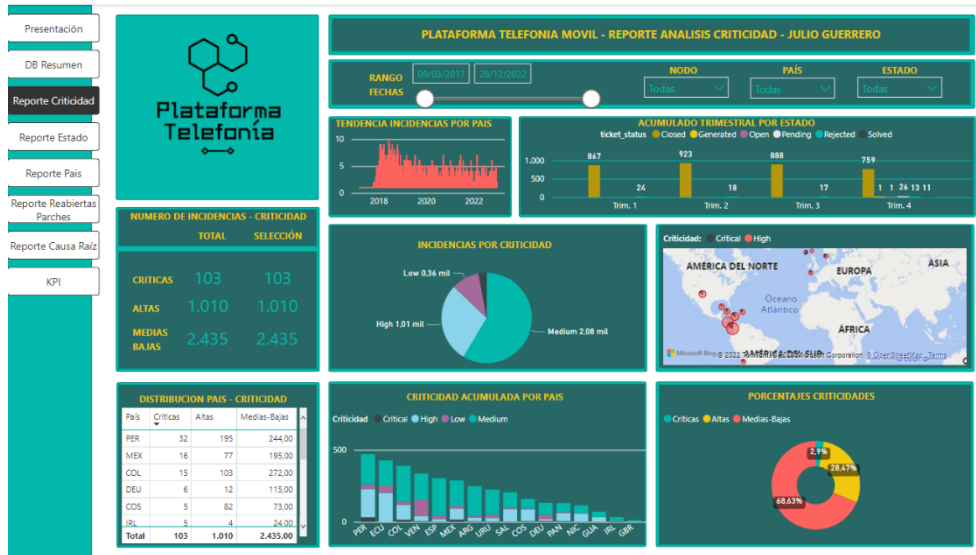 Presentación
DB Resumen
Reporte Criticidad
Reporte Estado
Reporte Pais
Reporte Reabiertas
Parches
Reporte Causa Raíz
KPI
Plataforma
Telefonía
PLATAFORMA TELEFONIA MOVIL - REPORTE ANALISIS CRITICIDAD - JULIO GUERRERO
RANGO
FECHAS
09/03/2017 28/12/2022
NODO
Todas
PAÍS
Todas
ESTADO
Todas
TENDENCIA INCIDENCIAS POR PAIS
10
5
0
2018 2020 2022
ACUMULADO TRIMESTRAL POR ESTADO
ticket_status Closed Generated Open Pending Rejected Solved
1.000
500
0
867 24 923 18 888 17 759 1 1 26 13 11
Trim. 1 Trim. 2 Trim. 3 Trim. 4
NUMERO DE INCIDENCIAS - CRITICIDAD
TOTAL SELECCIÓN
CRITICAS 103 103
ALTAS 1.010 1.010
MEDIAS
BAJAS 2.435 2.435
INCIDENCIAS POR CRITICIDAD
Low 0,36 mil
High 1,01 mil
Medium 2,08 mil
Criticidad: Critical High
AMÉRICA DEL NORTE
EUROPA
ASIA
Océano
Atlántico
ÁFRICA
AMÉRICA DEL SUR
Microsoft Bing
© 2022 Corporation, © OpenStreetMap Terms
DISTRIBUCION PAIS - CRITICIDAD
País Críticas Altas Medias-Bajas
PER 32 195 244,00
MEX 16 77 195,00
COL 15 103 272,00
DEU 6 12 115,00
COS 5 82 73,00
IRL 5 4 24,00
Total 103 1.010 2.435,00
CRITICIDAD ACUMULADA POR PAIS
Criticidad Critical High Low Medium
500
0
PER ECU COL VEN ESP MEX ARG URU SAL COS DEU PAN NIC GUA IRL GBR
PORCENTAJES CRITICIDADES
Críticas Altas Medias-Bajas
2,9%
28,47%
68,63%